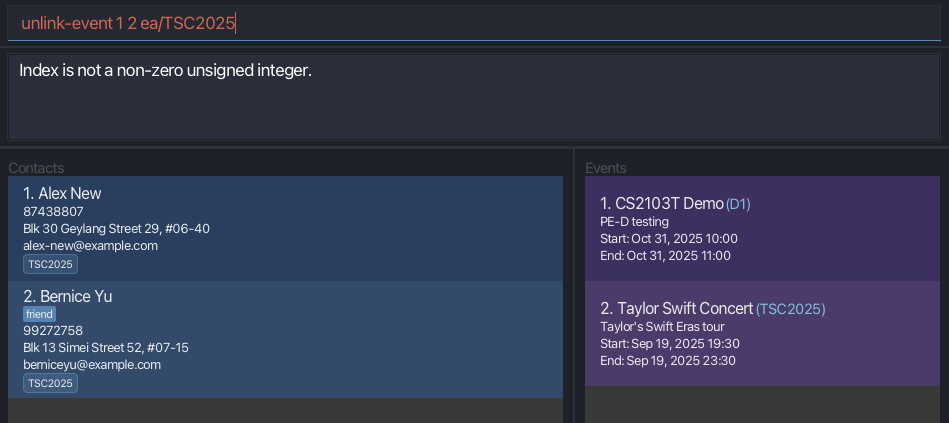 unlink-event 1 2 ea/TSC2025
Index is not a non-zero unsigned integer.
Contacts
1. Alex New
87438807
Blk 30 Geylang Street 29, #06-40
alex-new@example.com
TSC2025
2. Bernice Yu
friend
99272758
Blk 13 Simei Street 52, #07-15
berniceyu@example.com
TSC2025
Events
1. CS2103T Demo (D1)
PE-D testing
Start: Oct 31, 2025 10:00
End: Oct 31, 2025 11:00
2. Taylor Swift Concert (TSC2025)
Taylor's Swift Eras tour
Start: Sep 19, 2025 19:30
End: Sep 19, 2025 23:30